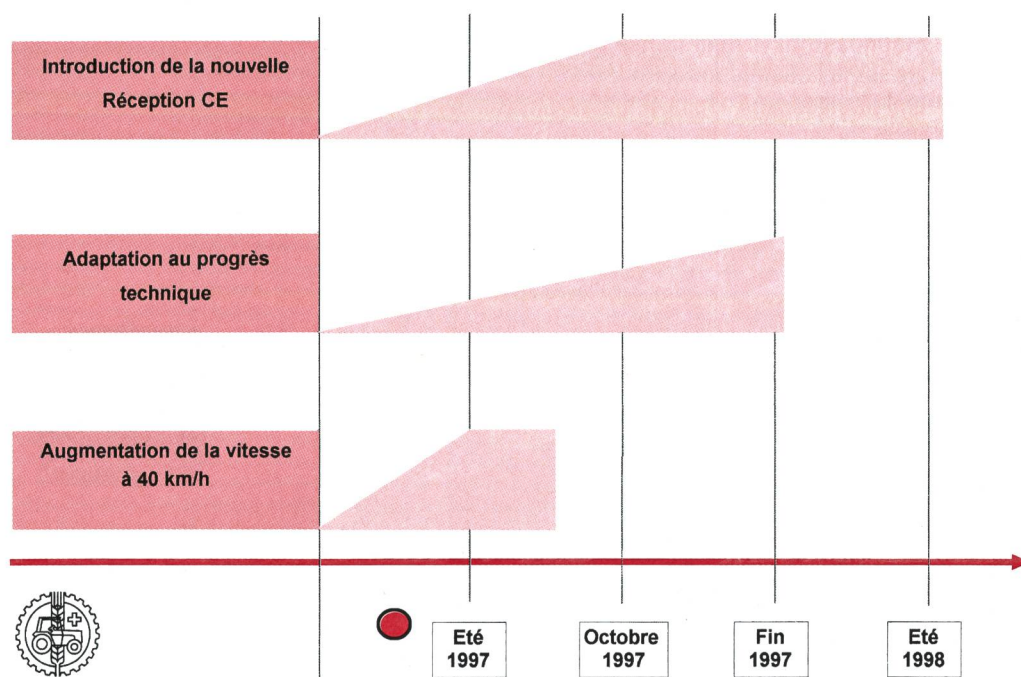 Introduction de la nouvelle
Réception CE
Adaptation au progrès
technique
Augmentation de la vitesse
à 40 km/h
Eté
1997
Octobre
1997
Fin
1997
Eté
1998